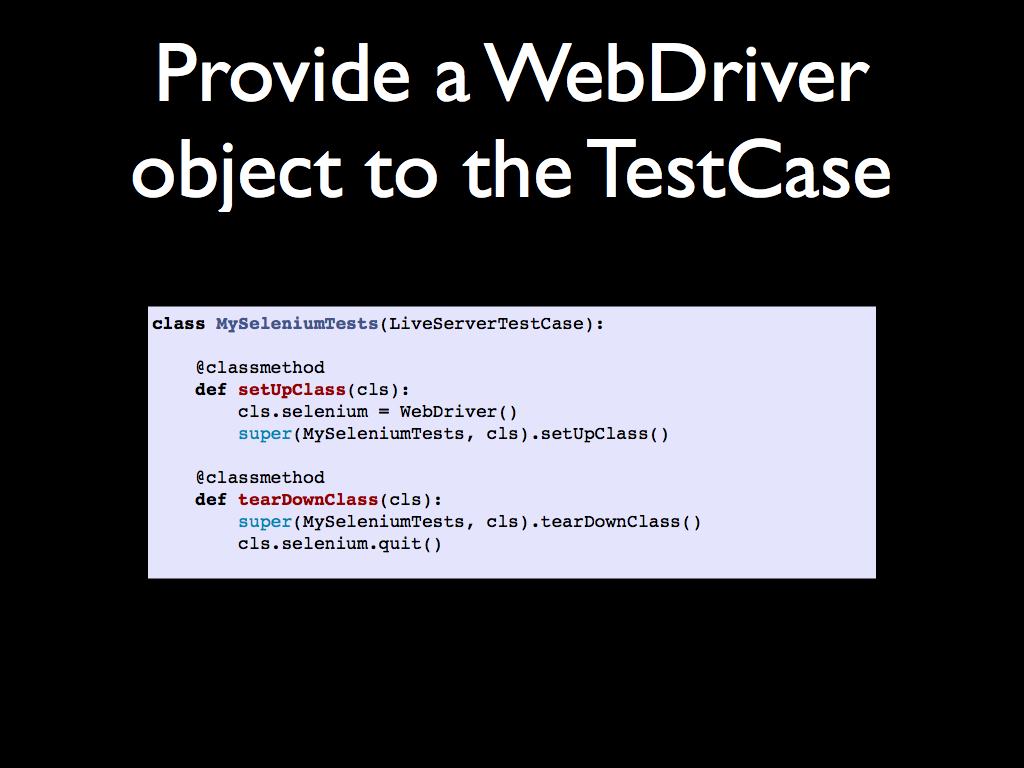 Provide a WebDriver
object to the TestCase
class MySeleniumTests(LiveServerTestCase):
    @classmethod
    def setUpClass(cls):
        cls.selenium = WebDriver()
        super(MySeleniumTests, cls).setUpClass()
    @classmethod
    def tearDownClass(cls):
        super(MySeleniumTests, cls).tearDownClass()
        cls.selenium.quit()